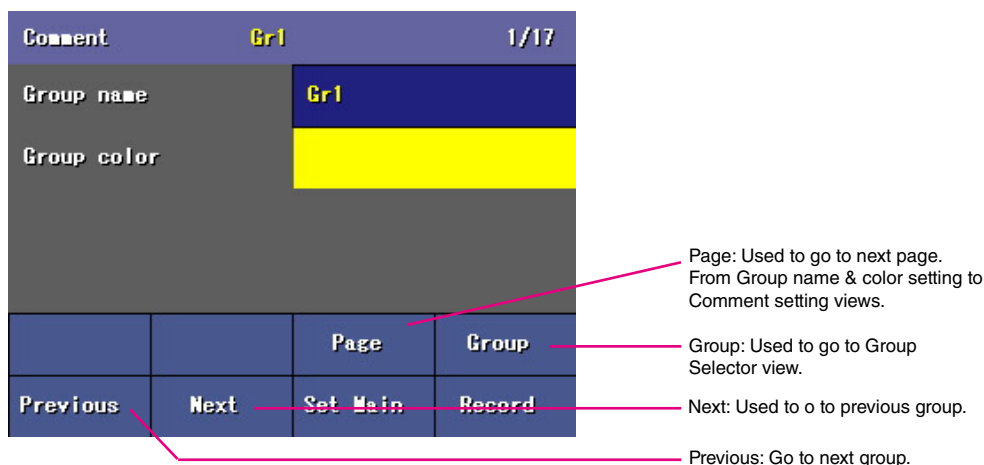 Comment Gr1 1/17
Group name Gr1
Group color
Page Group
Previous Next Set Main Record
Page: Used to go to next page.
From Group name & color setting to
Comment setting views.
Group: Used to go to Group
Selector view.
Next: Used to o to previous group.
Previous: Go to next group.